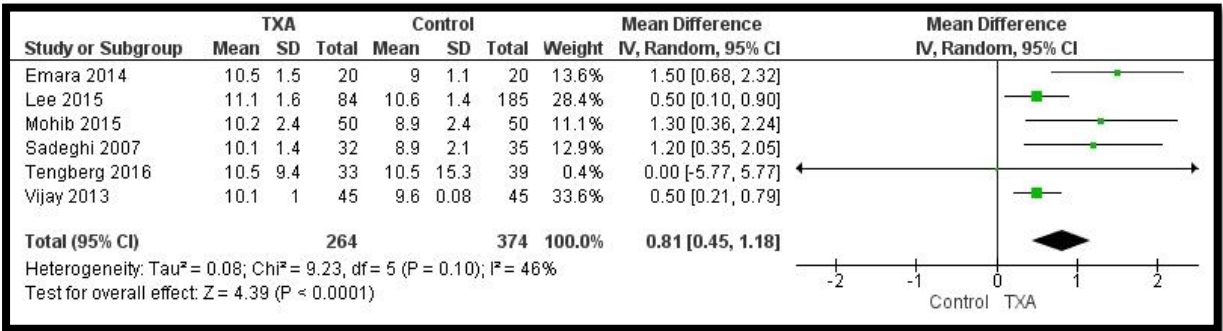 TXA Control Mean Difference Mean Difference
Study or Subgroup Mean SD Total Mean SD Total Weight IV, Random, 95% CI IV, Random, 95% CI
Emara 2014 10.5 1.5 20 9 1.1 20 13.6% 1.50 [0.68, 2.32]
Lee 2015 11.1 1.6 84 10.6 1.4 185 28.4% 0.50 [0.10, 0.90]
Mohib 2015 10.2 2.4 50 8.9 2.4 50 11.1% 1.30 [0.36, 2.24]
Sadeghi 2007 10.1 1.4 32 8.9 2.1 35 12.9% 1.20 [0.35, 2.05]
Tengberg 2016 10.5 9.4 33 10.5 15.3 39 0.4% 0.00 [-5.77, 5.77]
Vijay 2013 10.1 1 45 9.6 0.08 45 33.6% 0.50 [0.21, 0.79]
Total (95% CI) 264 374 100.0% 0.81 [0.45, 1.18]
Heterogeneity: Tau² = 0.08; Chi² = 9.23, df = 5 (P = 0.10); I² = 46%
Test for overall effect: Z = 4.39 (P < 0.0001)
-2 -1 0 1 2
Control TXA